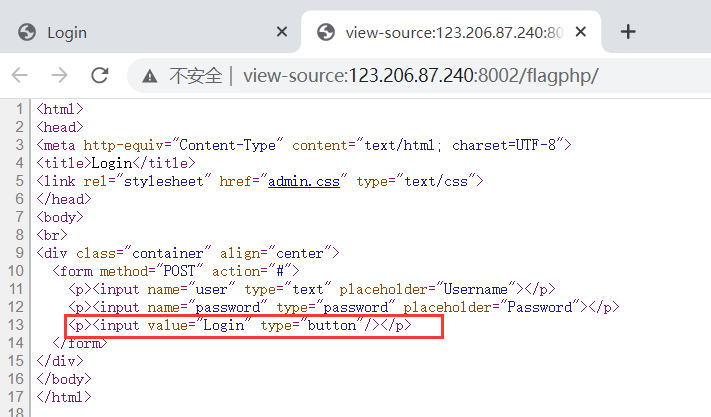 Login
view-source:123.206.87.240:80
不安全 | view-source:123.206.87.240:8002/flagphp/
1 <html>
2 <head>
3 <meta http-equiv="Content-Type" content="text/html; charset=UTF-8">
4 <title>Login</title>
5 <link rel="stylesheet" href="admin.css" type="text/css">
6 </head>
7 <body>
8 <br>
9 <div class="container" align="center">
10 <form method="POST" action="#">
11 <p><input name="user" type="text" placeholder="Username"></p>
12 <p><input name="password" type="password" placeholder="Password"></p>
13 <p><input value="Login" type="button"/></p>
14 </form>
15 </div>
16 </body>
17 </html>
18